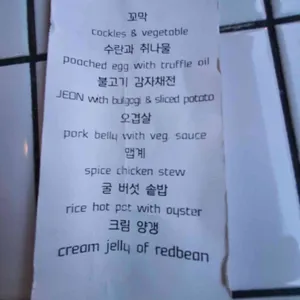 꼬막
cockles & vegetable
수란과 취나물
poached egg with truffle oil
불고기 감자채전
JEON with bulgogi & sliced potato
오겹살
pork belly with veg. sauce
맵계
spice chicken stew
굴 버섯 솥밥
rice hot pot with oyster
크림 양갱
cream jelly of redbean